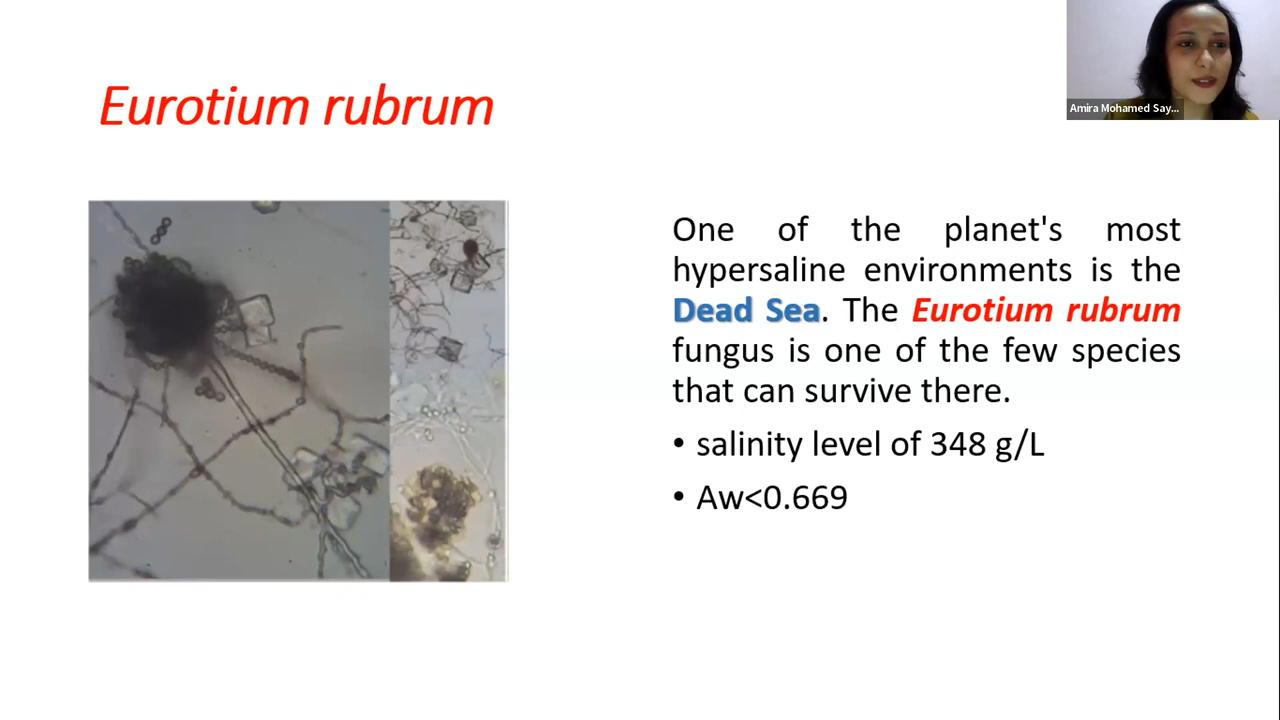 Amira Mohamed Say...
Eurotium rubrum
One of the planet's most
hypersaline environments is the
Dead Sea. The Eurotium rubrum
fungus is one of the few species
that can survive there.
• salinity level of 348 g/L
• Aw<0.669